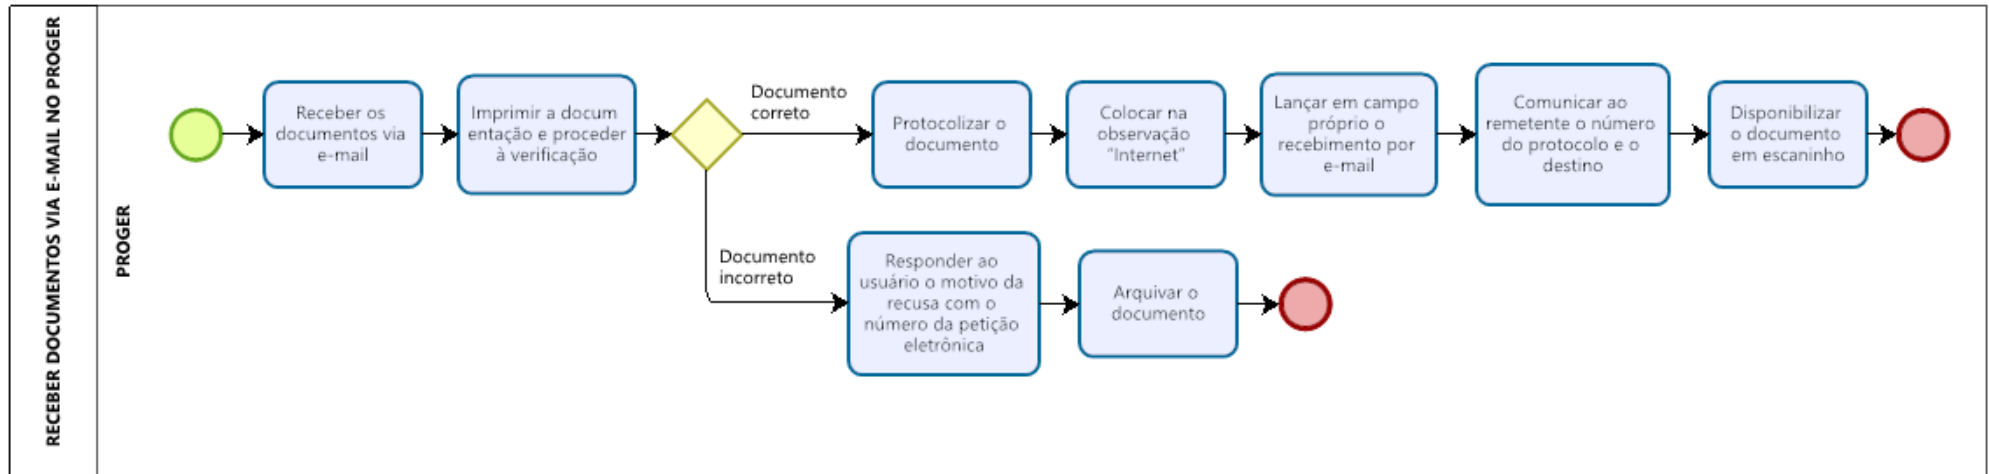 RECEBER DOCUMENTOS VIA E-MAIL NO PROGER
PROGER
Receber os
documentos via
e-mail
Imprimir a docum
entação e proceder
à verificação
Documento
correto
Protocolizar o
documento
Colocar na
observação
"Internet"
Lançar em campo
próprio o
recebimento por
e-mail
Comunicar ao
remetente o número
do protocolo e o
destino
Disponibilizar
o documento
em escaninho
Documento
incorreto
Responder ao
usuário o motivo da
recusa com o
número da petição
eletrônica
Arquivar o
documento